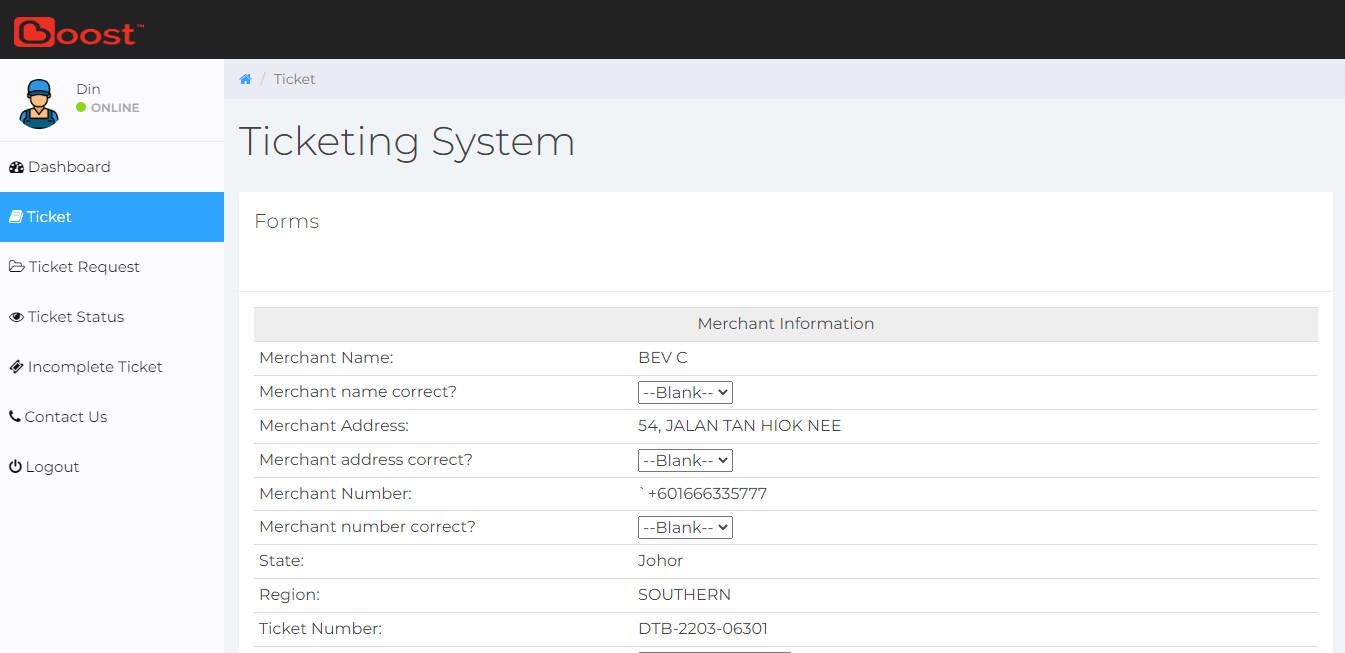 Boost™
Din
ONLINE
Dashboard
Ticket
Ticket Request
Ticket Status
Incomplete Ticket
Contact Us
Logout
/ Ticket
Ticketing System
Forms
Merchant Information
Merchant Name: BEV C
Merchant name correct? --Blank--
Merchant Address: 54, JALAN TAN HIOK NEE
Merchant address correct? --Blank--
Merchant Number: `+601666335777
Merchant number correct? --Blank--
State: Johor
Region: SOUTHERN
Ticket Number: DTB-2203-06301